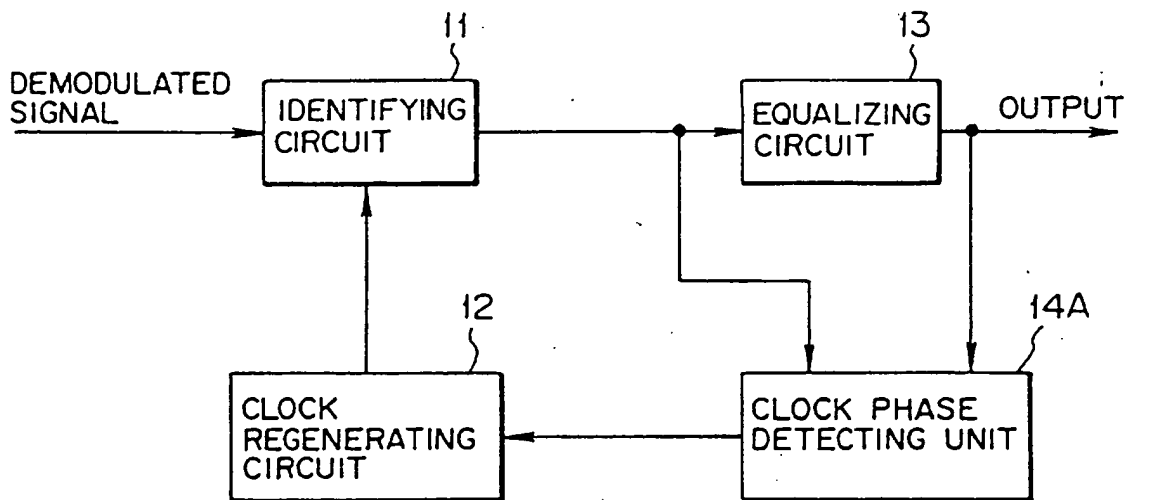 11
13
DEMODULATED
SIGNAL
IDENTIFYING
CIRCUIT
EQUALIZING
CIRCUIT
OUTPUT
12
14A
CLOCK
REGENERATING
CIRCUIT
CLOCK PHASE
DETECTING UNIT